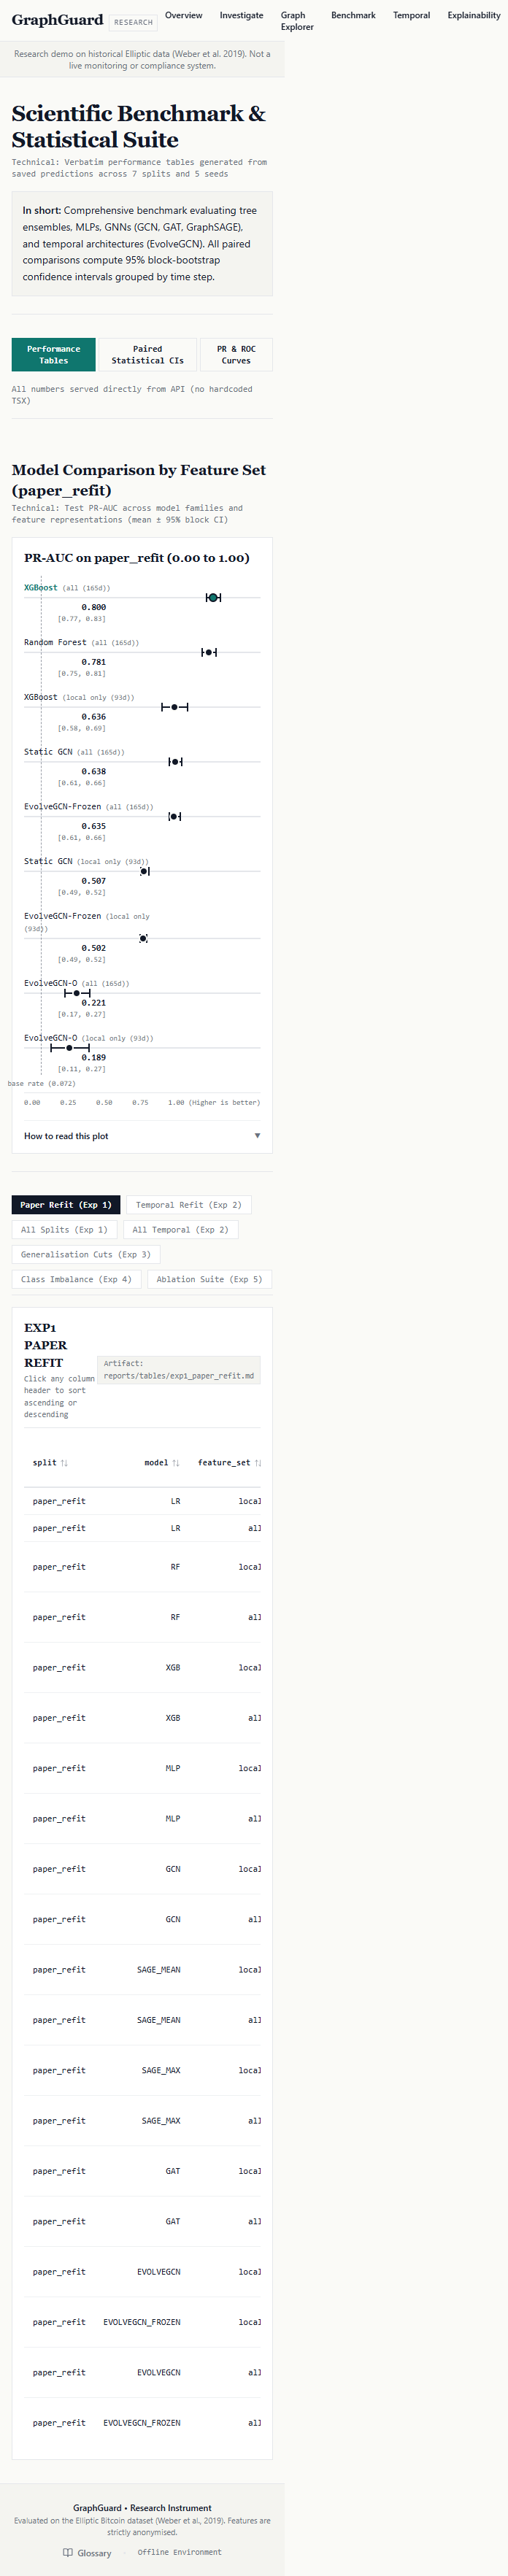 GraphGuard RESEARCH Overview Investigate Graph Explorer Benchmark Temporal Explainability
Research demo on historical Elliptic data (Weber et al. 2019). Not a
live monitoring or compliance system.
Scientific Benchmark &
Statistical Suite
Technical: Verbatim performance tables generated from
saved predictions across 7 splits and 5 seeds
In short: Comprehensive benchmark evaluating tree
ensembles, MLPs, GNNs (GCN, GAT, GraphSAGE),
and temporal architectures (EvolveGCN). All paired
comparisons compute 95% block-bootstrap
confidence intervals grouped by time step.
Performance Tables
Paired Statistical CIs
PR & ROC Curves
All numbers served directly from API (no hardcoded
TSX)
Model Comparison by Feature Set
(paper_refit)
Technical: Test PR-AUC across model families and
feature representations (mean ± 95% block CI)
PR-AUC on paper_refit (0.00 to 1.00)
XGBoost (all (165d))
0.800
[0.77, 0.83]
Random Forest (all (165d))
0.781
[0.75, 0.81]
XGBoost (local only (93d))
0.636
[0.58, 0.69]
Static GCN (all (165d))
0.638
[0.61, 0.66]
EvolveGCN-Frozen (all (165d))
0.635
[0.61, 0.66]
Static GCN (local only (93d))
0.507
[0.49, 0.52]
EvolveGCN-Frozen (local only
(93d))
0.502
[0.49, 0.52]
EvolveGCN-O (all (165d))
0.221
[0.17, 0.27]
EvolveGCN-O (local only (93d))
0.189
[0.11, 0.27]
base rate (0.072)
0.00 0.25 0.50 0.75 1.00 (Higher is better)
How to read this plot ▼
Paper Refit (Exp 1) Temporal Refit (Exp 2)
All Splits (Exp 1) All Temporal (Exp 2)
Generalisation Cuts (Exp 3)
Class Imbalance (Exp 4) Ablation Suite (Exp 5)
EXP1
PAPER
REFIT
Click any column
header to sort
ascending or
descending
Artifact:
reports/tables/exp1_paper_refit.md
split ↑↓ model ↑↓ feature_set ↑↓
paper_refit LR local
paper_refit LR all
paper_refit RF local
paper_refit RF all
paper_refit XGB local
paper_refit XGB all
paper_refit MLP local
paper_refit MLP all
paper_refit GCN local
paper_refit GCN all
paper_refit SAGE_MEAN local
paper_refit SAGE_MEAN all
paper_refit SAGE_MAX local
paper_refit SAGE_MAX all
paper_refit GAT local
paper_refit GAT all
paper_refit EVOLVEGCN local
paper_refit EVOLVEGCN_FROZEN local
paper_refit EVOLVEGCN all
paper_refit EVOLVEGCN_FROZEN all
GraphGuard • Research Instrument
Evaluated on the Elliptic Bitcoin dataset (Weber et al., 2019). Features are
strictly anonymised.
Glossary · Offline Environment